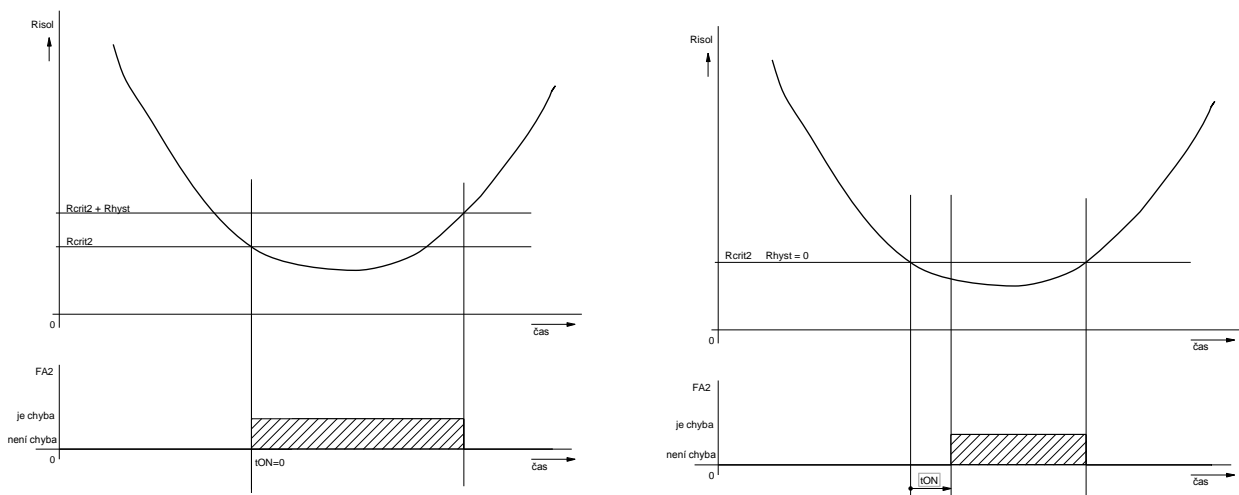 Risol
Rcrit2 + Rhyst
Rcrit2
0
čas
FA2
je chyba
není chyba
0
tON=0
čas
Risol
Rcrit2 Rhyst = 0
0
čas
FA2
je chyba
není chyba
0
tON
čas